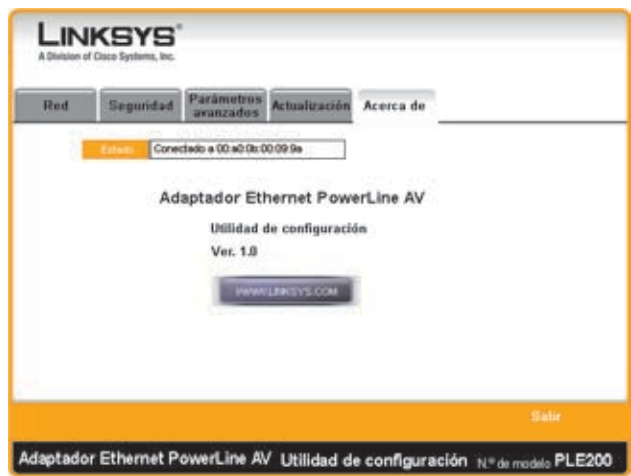 LINKSYS®
A Division of Cisco Systems, Inc.
Red
Seguridad
Parámetros
avanzados
Actualización
Acerca de
Estado
Conectado a 00:a0:0b:00:09:9a
Adaptador Ethernet PowerLine AV
Utilidad de configuración
Ver. 1.0
WWW.LINKSYS.COM
Salir
Adaptador Ethernet PowerLine AV Utilidad de configuración N.º de modelo PLE200